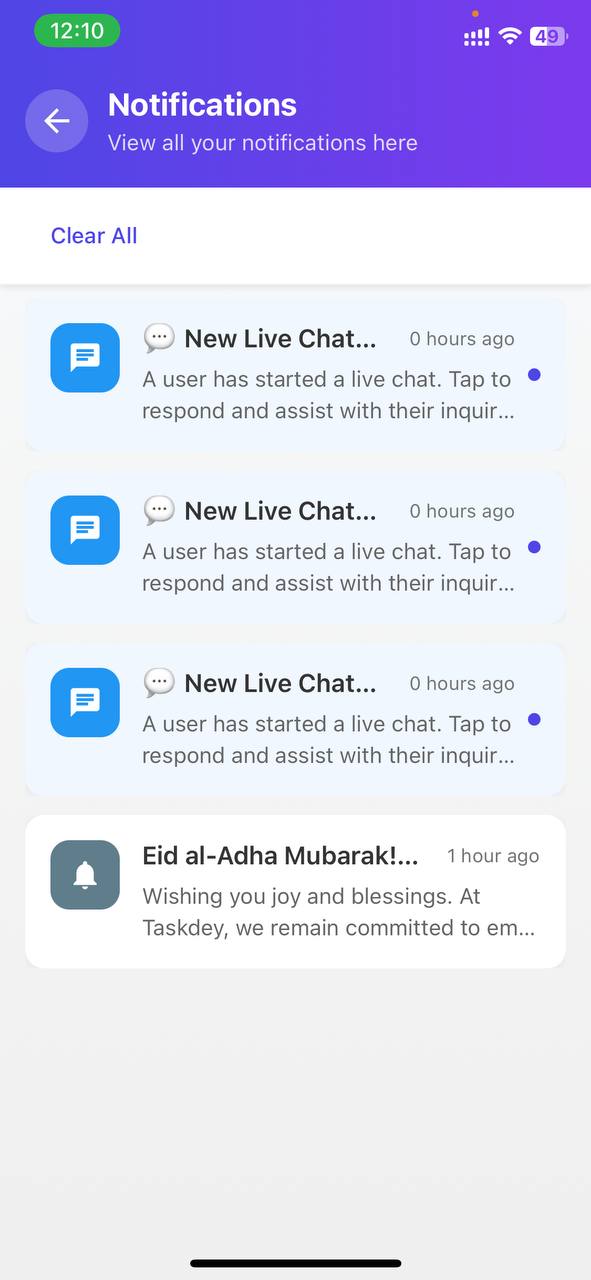 12:10
49
Notifications
View all your notifications here
Clear All
💬 New Live Chat... 0 hours ago
A user has started a live chat. Tap to
respond and assist with their inquir...
💬 New Live Chat... 0 hours ago
A user has started a live chat. Tap to
respond and assist with their inquir...
💬 New Live Chat... 0 hours ago
A user has started a live chat. Tap to
respond and assist with their inquir...
Eid al-Adha Mubarak!... 1 hour ago
Wishing you joy and blessings. At
Taskdey, we remain committed to em...